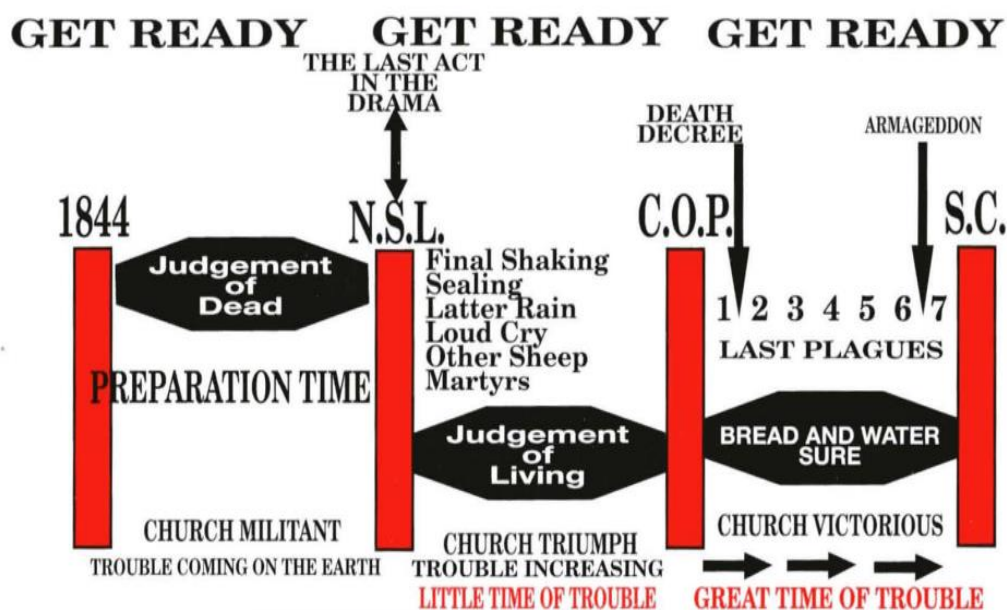 GET READY
GET READY
GET READY
THE LAST ACT
IN THE
DRAMA
DEATH
DECREE
ARMAGEDDON
1844
N.S.L.
C.O.P.
S.C.
Judgement
of
Dead
Final Shaking
Sealing
Latter Rain
Loud Cry
Other Sheep
Martyrs
1 2 3 4 5 6 7
LAST PLAGUES
PREPARATION TIME
Judgement
of
Living
BREAD AND WATER
SURE
CHURCH MILITANT
TROUBLE COMING ON THE EARTH
CHURCH TRIUMPH
TROUBLE INCREASING
LITTLE TIME OF TROUBLE
CHURCH VICTORIOUS
GREAT TIME OF TROUBLE